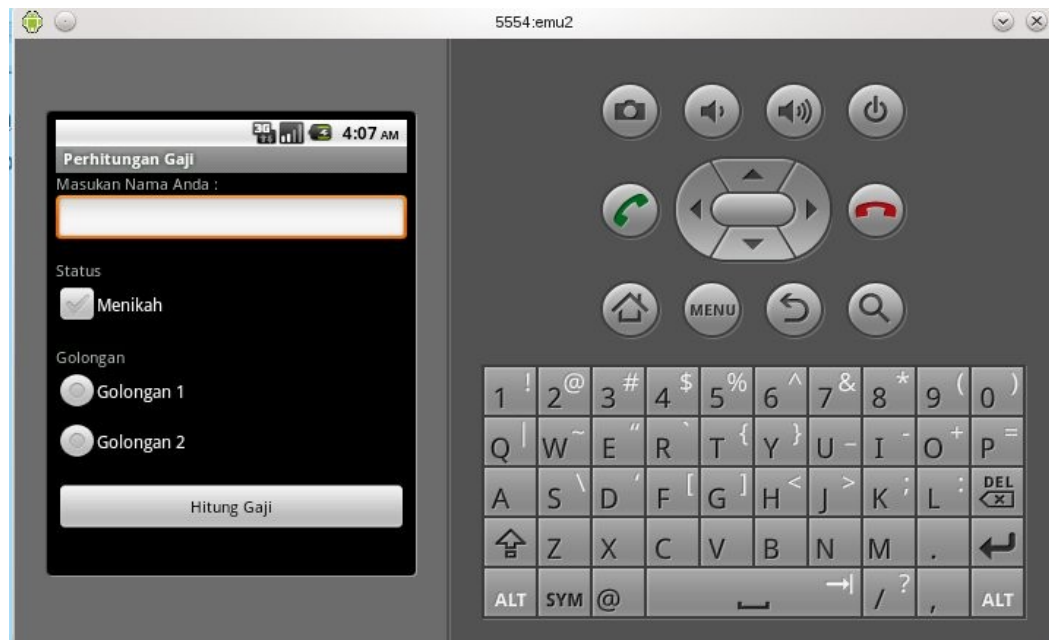 5554:emu2
3G
4:07 AM
Perhitungan Gaji
Masukan Nama Anda :
Status
Menikah
Golongan
Golongan 1
Golongan 2
Hitung Gaji
MENU
1 ! 2 @ 3 # 4 $ 5 % 6 ^ 7 & 8 * 9 ( 0 )
Q | W ~ E " R ` T { Y } U _ I - O + P =
A S \ D ' F [ G ] H < J > K ; L : DEL
Z X C V B N M .
ALT SYM @ / ? , ALT